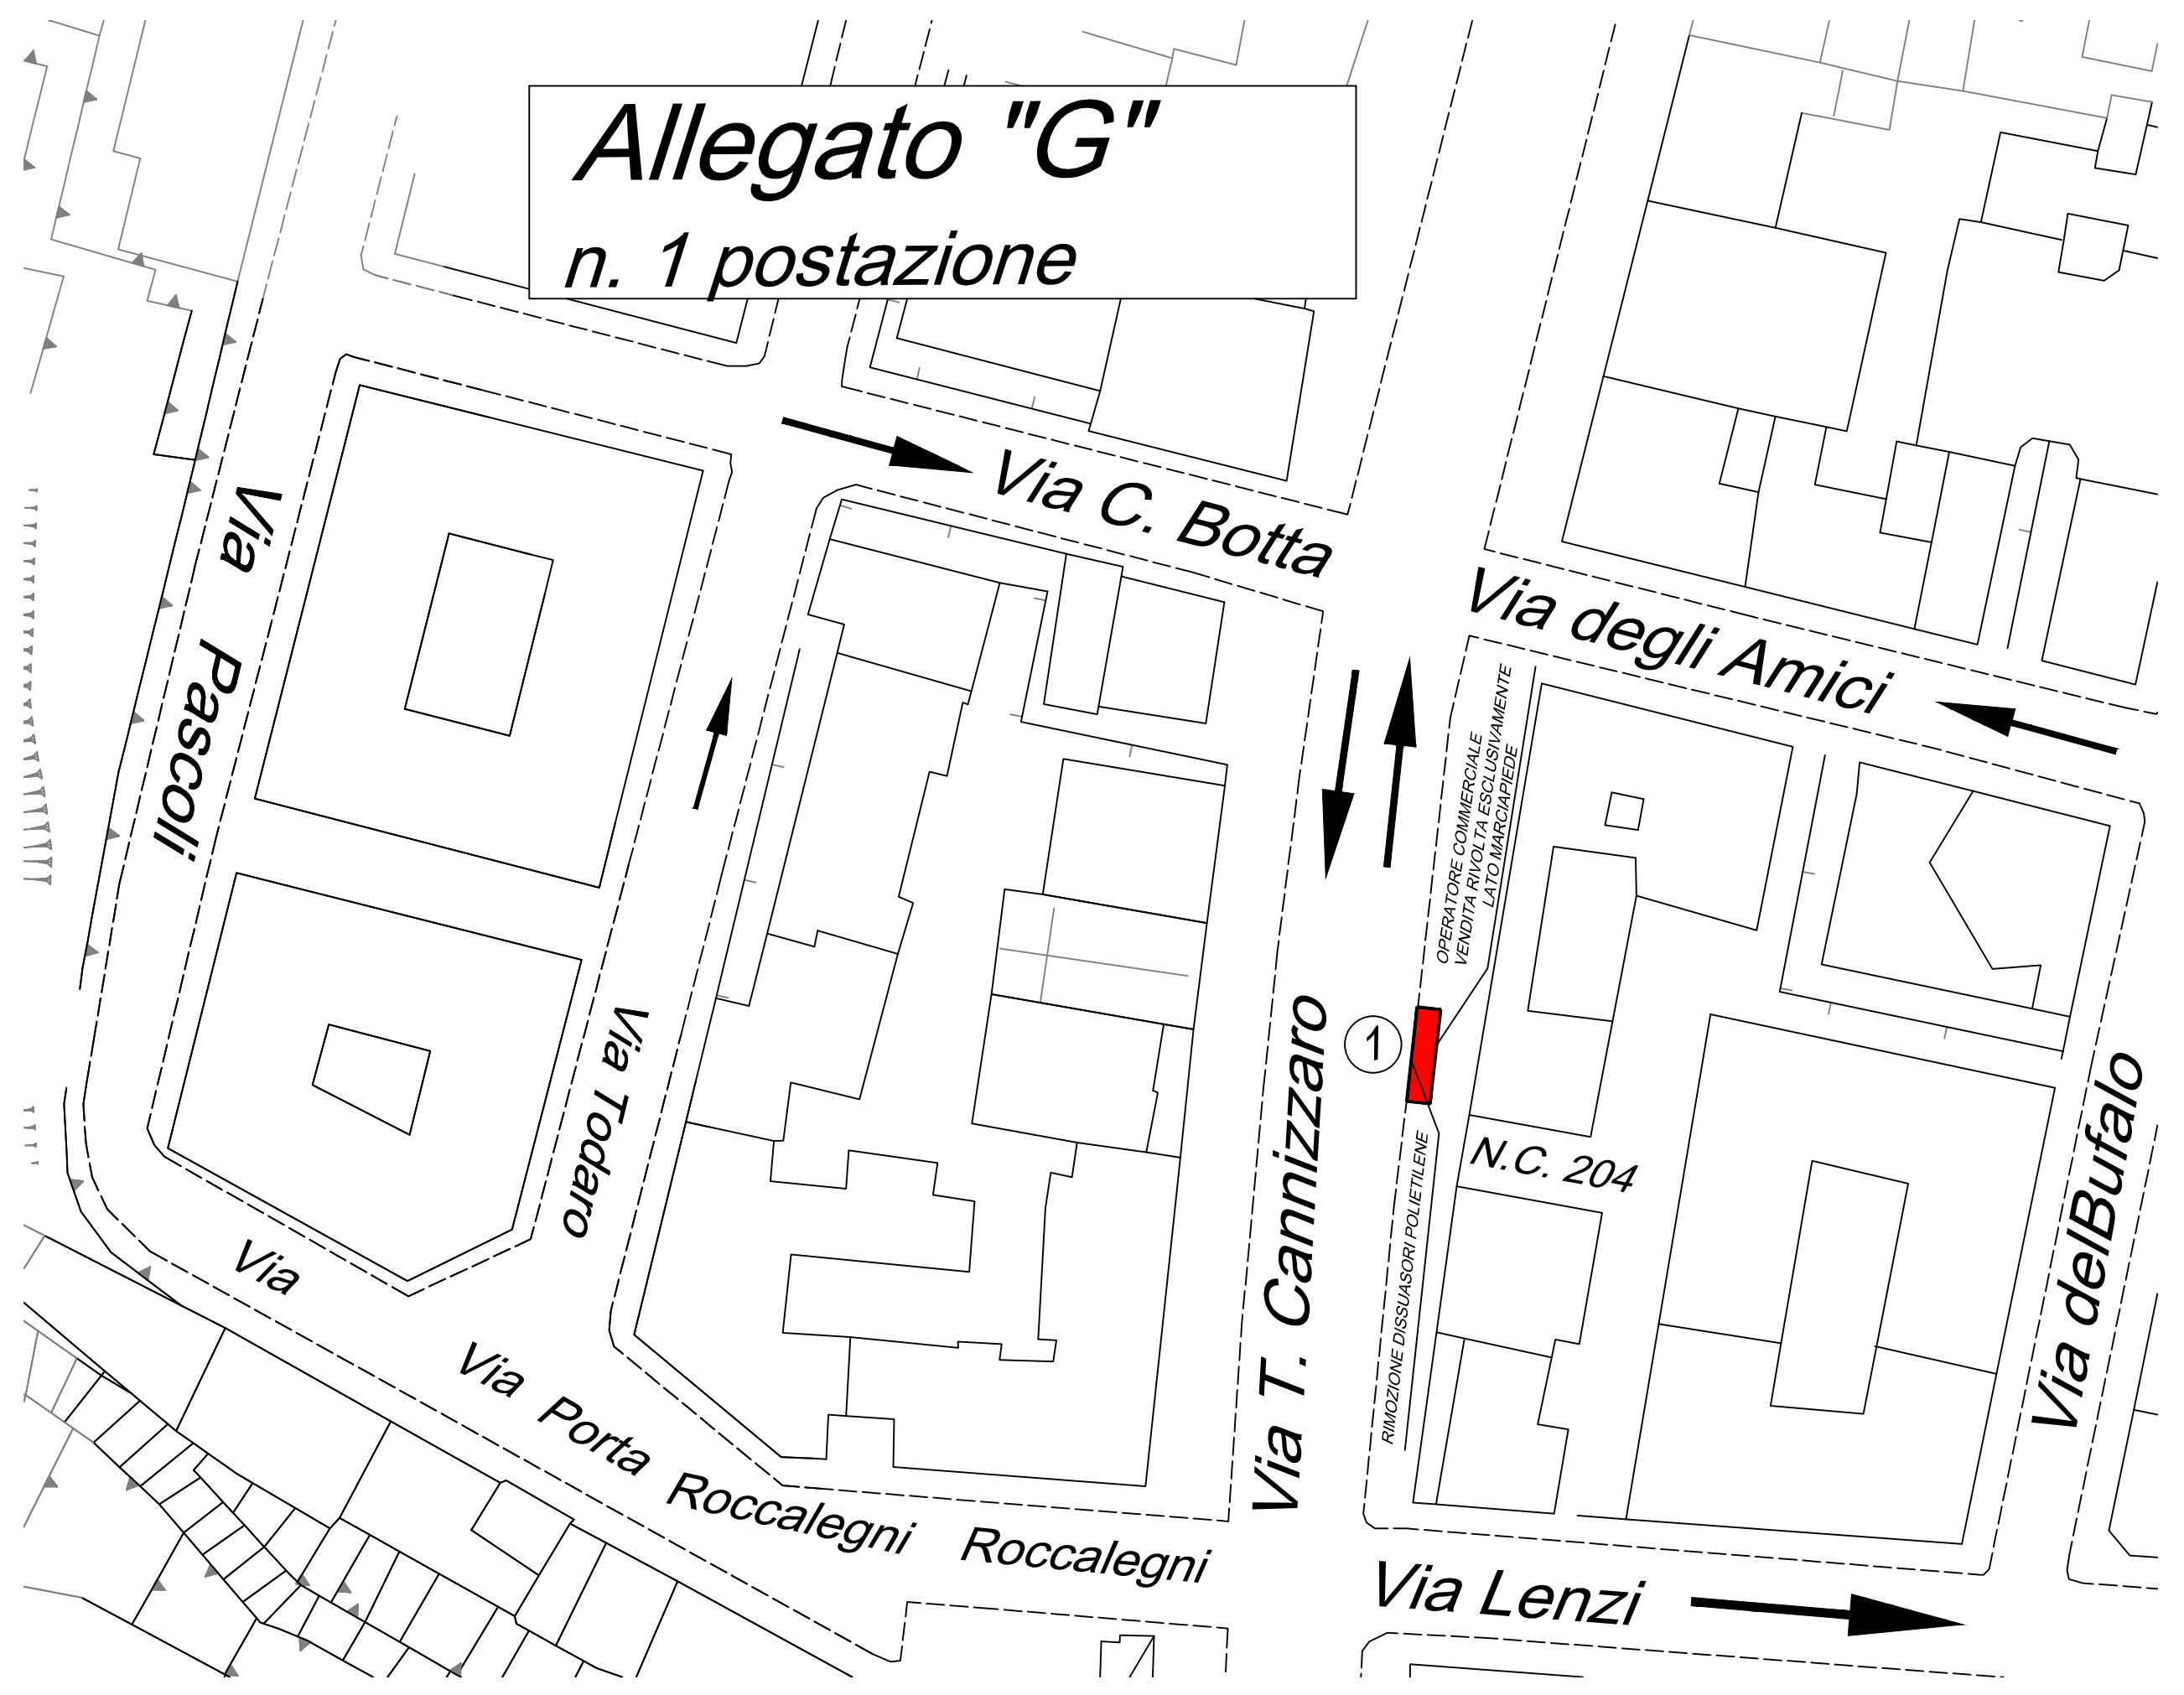 Allegato "G"
n. 1 postazione
Via C. Botta
Via degli Amici
Via Pascoli
OPERATORE COMMERCIALE
VENDITA RIVOLTA ESCLUSIVAMENTE
LATO MARCIAPIEDE
1
Via Todaro
Via T. Cannizzaro
N.C. 204
RIMOZIONE DISSUASORI POLIETILENE
Via delBufalo
Via
Via Porta Roccalegni
Roccalegni
Via Lenzi